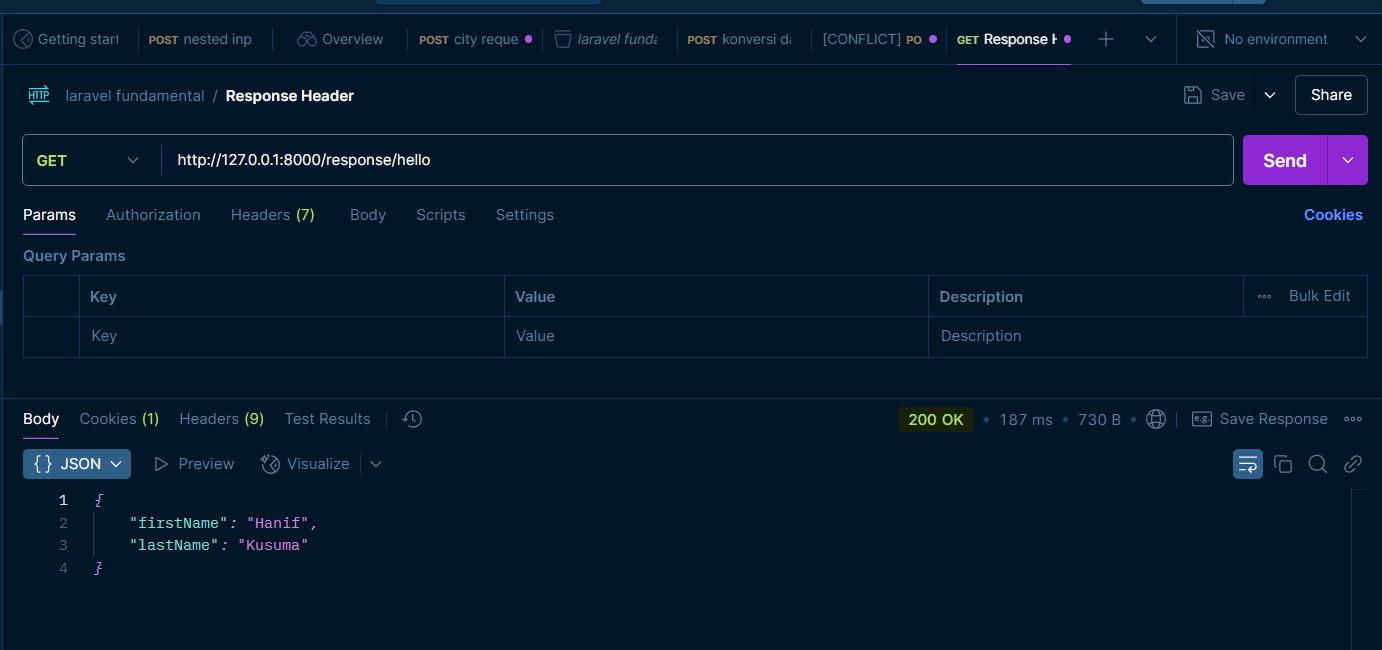 Getting start POST nested inp Overview POST city reque laravel funda POST konversi da [CONFLICT] PO GET Response H No environment
HTTP laravel fundamental / Response Header Save Share
GET http://127.0.0.1:8000/response/hello Send
Params Authorization Headers (7) Body Scripts Settings Cookies
Query Params
Key Value Description Bulk Edit
Key Value Description
Body Cookies (1) Headers (9) Test Results 200 OK • 187 ms • 730 B • e.g. Save Response
{} JSON Preview Visualize
1 {
2 "firstName": "Hanif",
3 "lastName": "Kusuma"
4 }